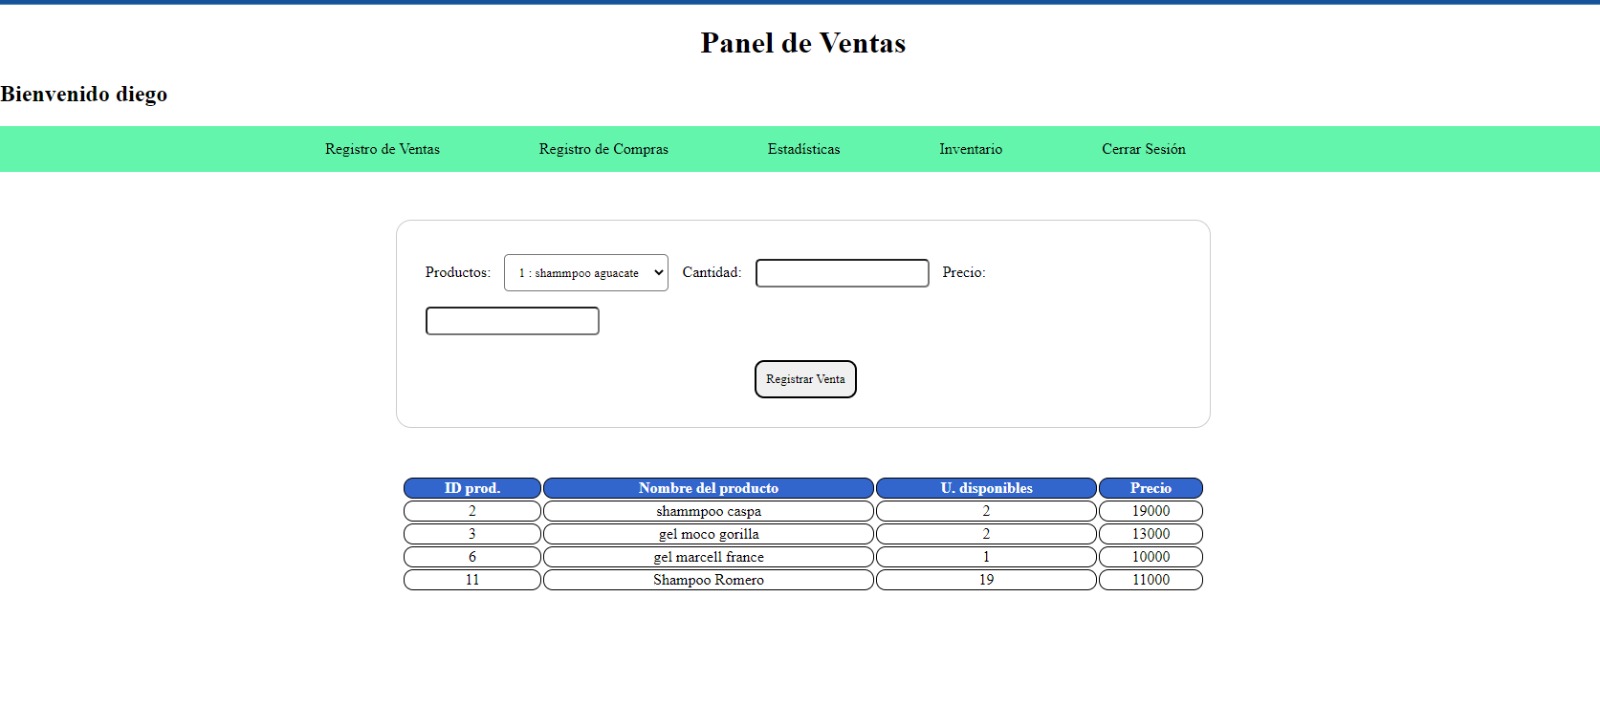 Panel de Ventas
Bienvenido diego
Registro de Ventas Registro de Compras Estadísticas Inventario Cerrar Sesión
Productos: 1 : shammpoo aguacate Cantidad: Precio:
Registrar Venta
ID prod. Nombre del producto U. disponibles Precio
2 shammpoo caspa 2 19000
3 gel moco gorilla 2 13000
6 gel marcell france 1 10000
11 Shampoo Romero 19 11000